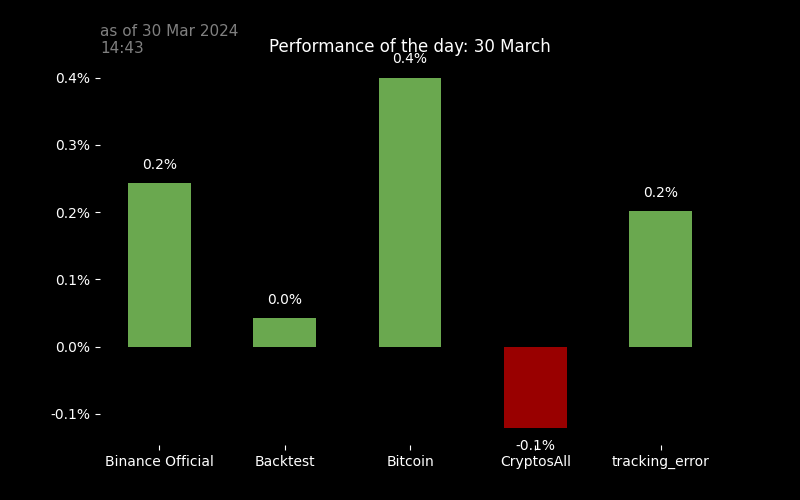 as of 30 Mar 2024
14:43
Performance of the day: 30 March
0.4%
0.3%
0.2%
0.1%
0.0%
-0.1%
0.2%
0.0%
0.4%
-0.1%
0.2%
Binance Official
Backtest
Bitcoin
CryptosAll
tracking_error